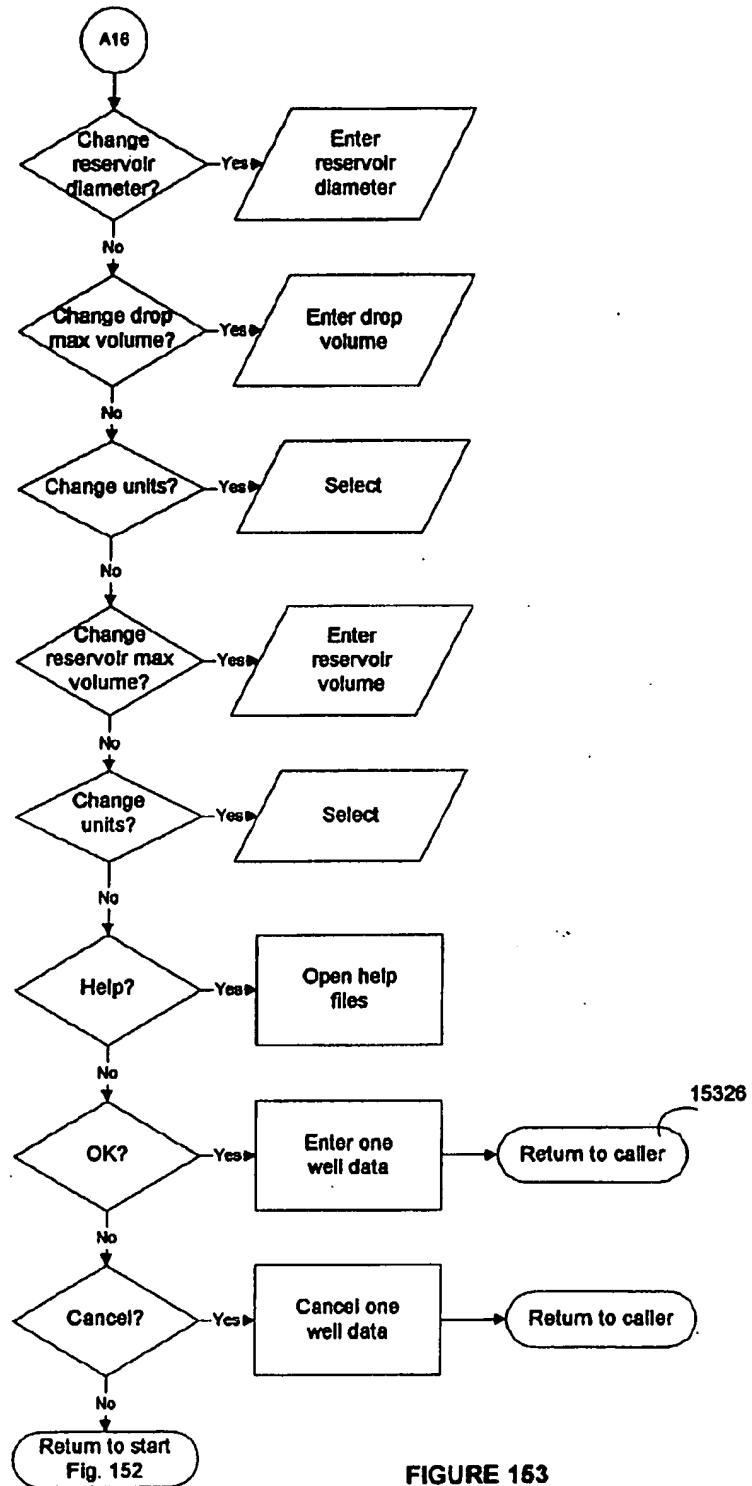 A16
Change
reservoir
diameter?
Yes
Enter
reservoir
diameter
No
Change drop
max volume?
Yes
Enter drop
volume
No
Change units?
Yes
Select
No
Change
reservoir max
volume?
Yes
Enter
reservoir
volume
No
Change
units?
Yes
Select
No
Help?
Yes
Open help
files
No
15326
OK?
Yes
Enter one
well data
Return to caller
No
Cancel?
Yes
Cancel one
well data
Return to caller
No
Return to start
Fig. 152
FIGURE 153